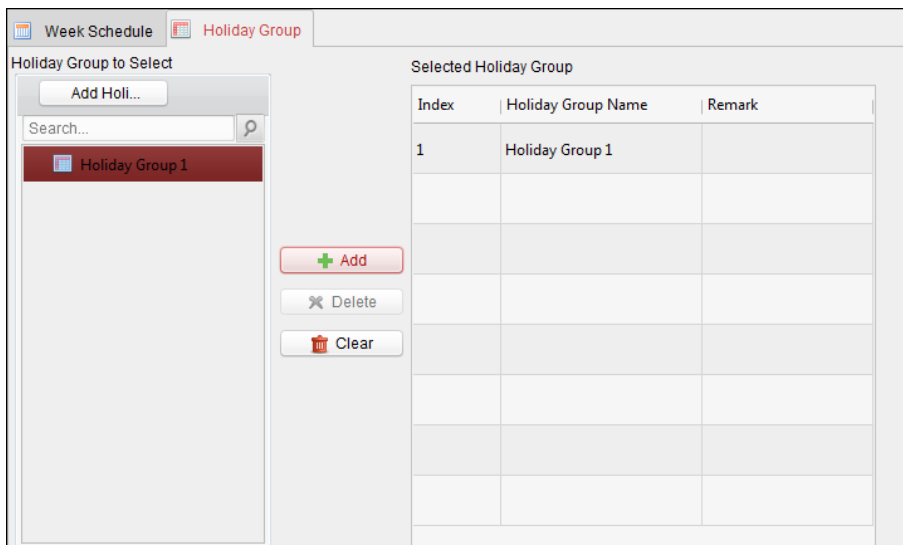 Week Schedule
Holiday Group
Holiday Group to Select
Add Holi...
Search...
Holiday Group 1
Add
Delete
Clear
Selected Holiday Group
Index Holiday Group Name Remark
1 Holiday Group 1